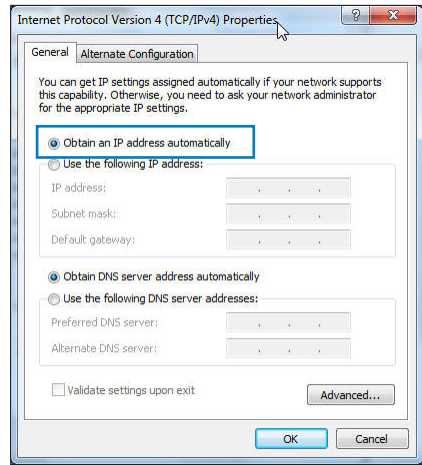 Internet Protocol Version 4 (TCP/IPv4) Properties
General
Alternate Configuration
You can get IP settings assigned automatically if your network supports
this capability. Otherwise, you need to ask your network administrator
for the appropriate IP settings.
Obtain an IP address automatically
Use the following IP address:
IP address:
Subnet mask:
Default gateway:
Obtain DNS server address automatically
Use the following DNS server addresses:
Preferred DNS server:
Alternate DNS server:
Validate settings upon exit
Advanced...
OK
Cancel